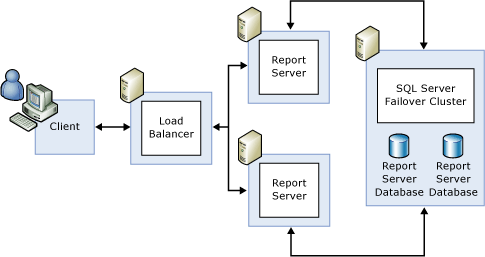 Client
Load
Balancer
Report
Server
Report
Server
SQL Server
Failover Cluster
Report
Server
Database
Report
Server
Database